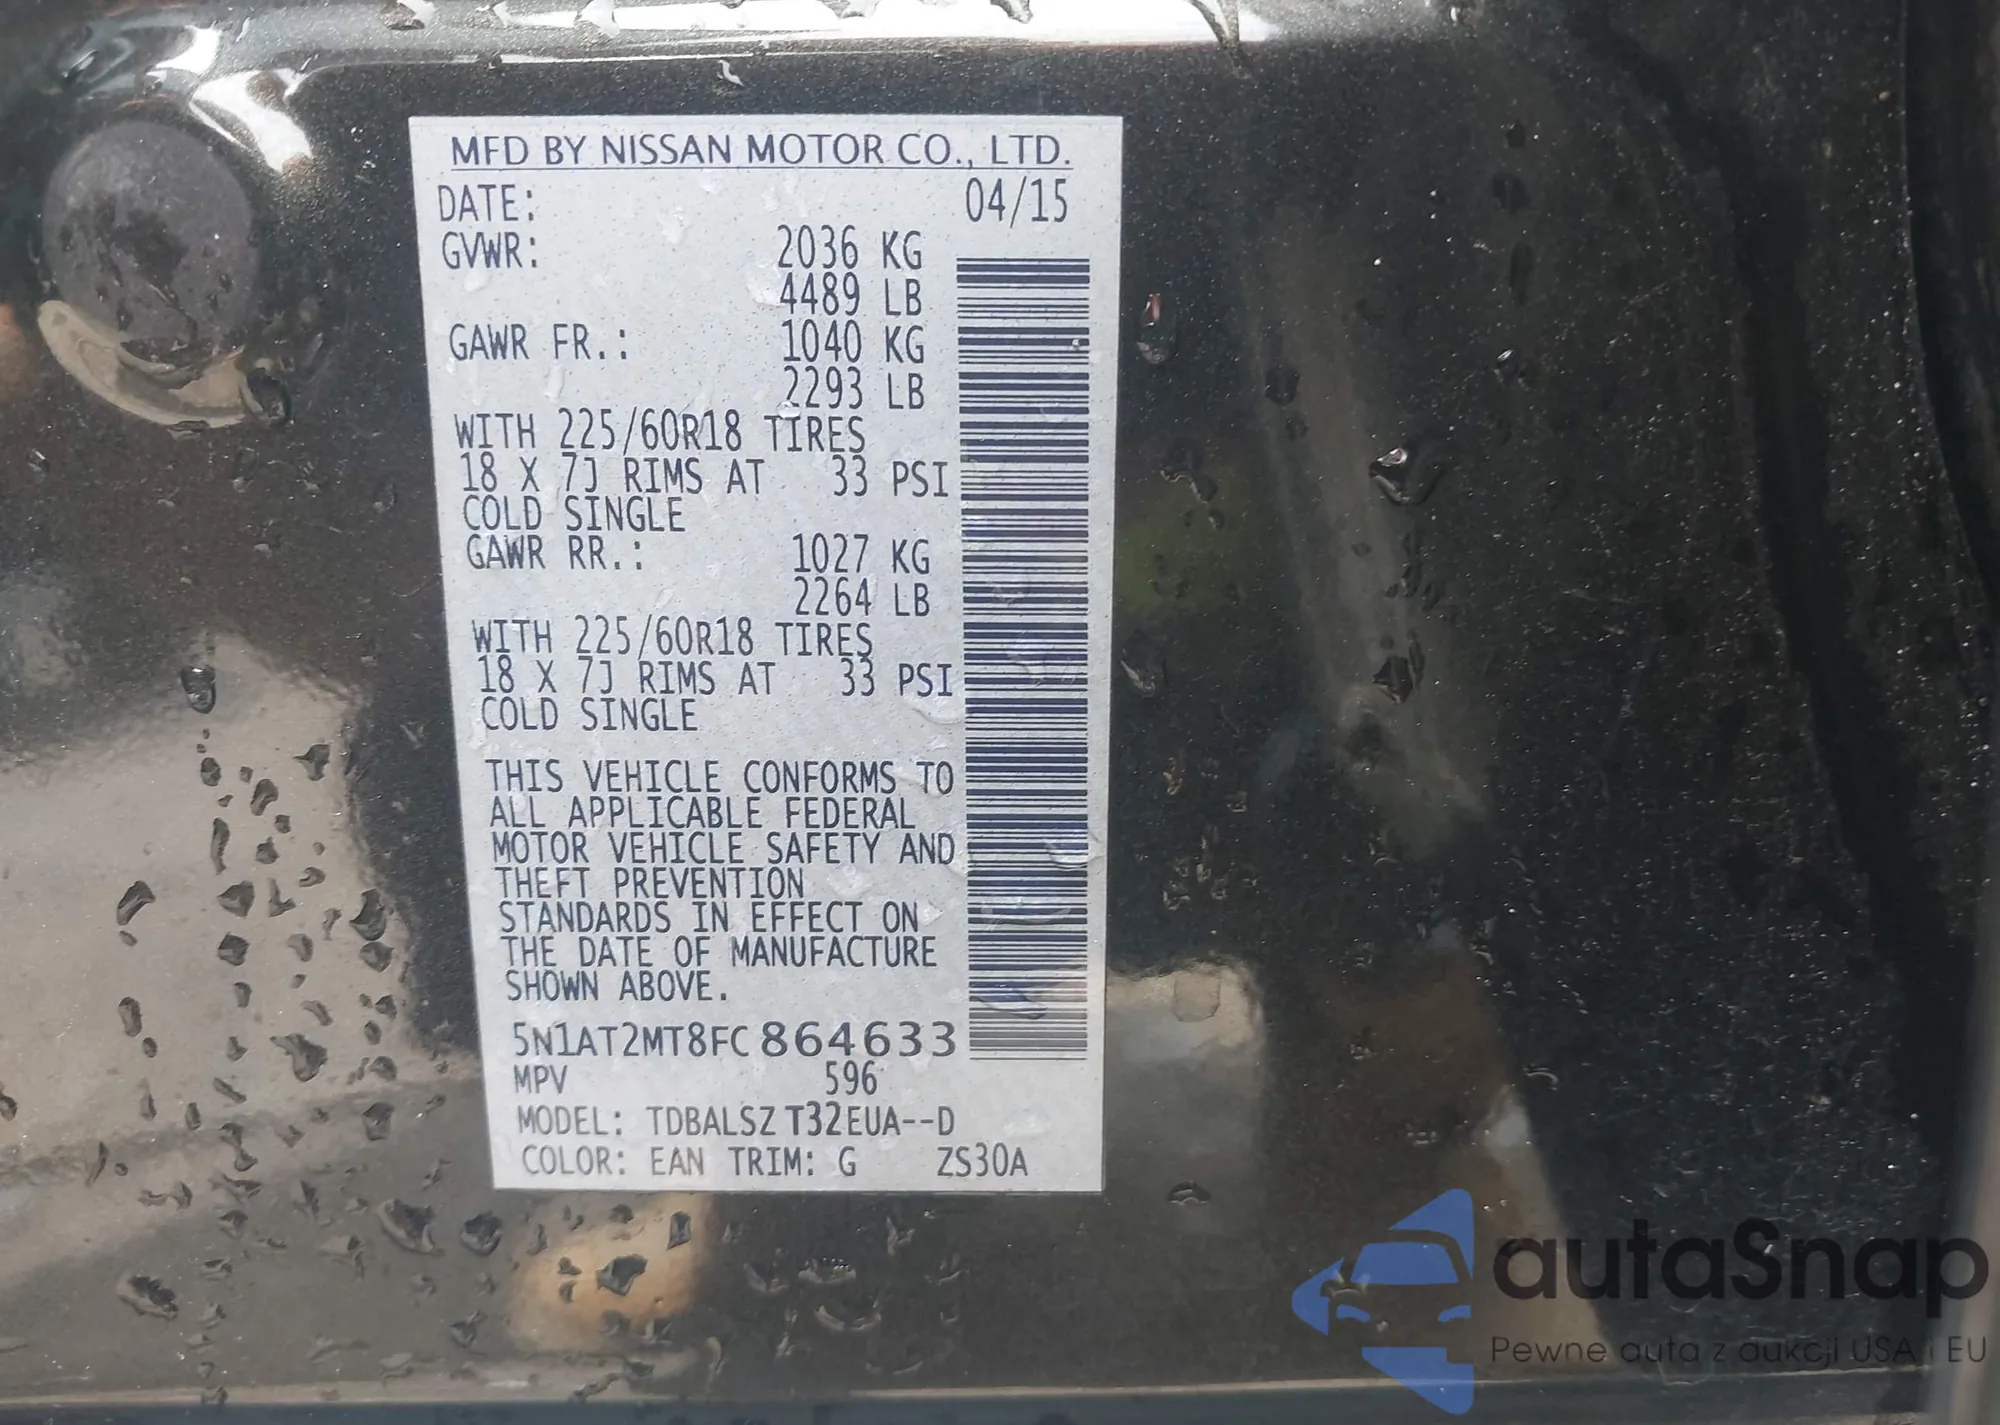 MFD BY NISSAN MOTOR CO., LTD.
DATE: 04/15
GVWR: 2036 KG
4489 LB
GAWR FR.: 1040 KG
2293 LB
WITH 225/60R18 TIRES
18 X 7J RIMS AT 33 PSI
COLD SINGLE
GAWR RR.: 1027 KG
2264 LB
WITH 225/60R18 TIRES
18 X 7J RIMS AT 33 PSI
COLD SINGLE
THIS VEHICLE CONFORMS TO
ALL APPLICABLE FEDERAL
MOTOR VEHICLE SAFETY AND
THEFT PREVENTION
STANDARDS IN EFFECT ON
THE DATE OF MANUFACTURE
SHOWN ABOVE.
5N1AT2MT8FC864633
MPV 596
MODEL: TDBALSZ T32EUA--D
COLOR: EAN TRIM: G ZS30A
autaSnap
Pewne auta z aukcji USA i EU